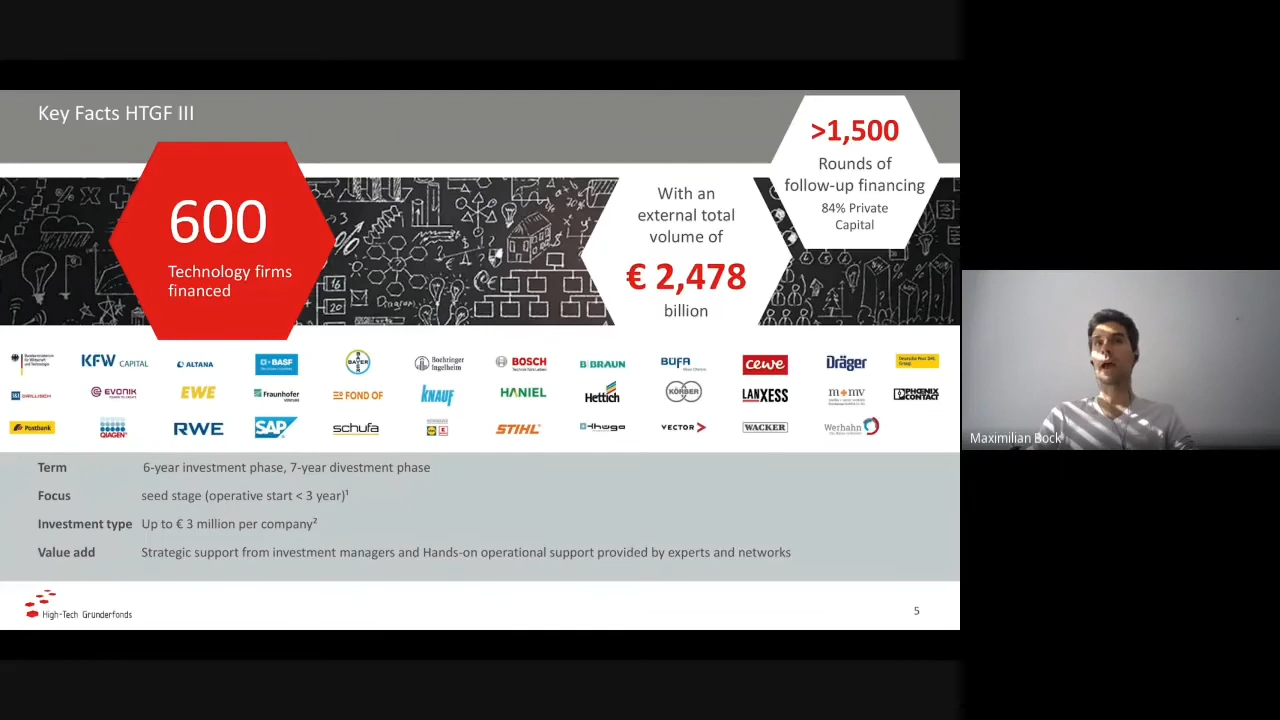 Key Facts HTGF III
>1,500
Rounds of
follow-up financing
84% Private
Capital
600
Technology firms
financed
With an
external total
volume of
€ 2,478
billion
KFW CAPITAL
ALTANA
BASF
BAYER
Boehringer
Ingelheim
BOSCH
B|BRAUN
BÜFA
cewe
Dräger
Deutsche Post DHL
Group
EVONIK
EWE
Fraunhofer
FOND OF
KNAUF
HANIEL
Hettich
KÖRBER
LANXESS
m+mv
PHOENIX
CONTACT
Postbank
QIAGEN
RWE
SAP
schufa
STIHL
VECTOR
WACKER
Werhahn
Term 6-year investment phase, 7-year divestment phase
Focus seed stage (operative start < 3 year)¹
Investment type Up to € 3 million per company²
Value add Strategic support from investment managers and Hands-on operational support provided by experts and networks
High-Tech Gründerfonds
5
Maximilian Bock